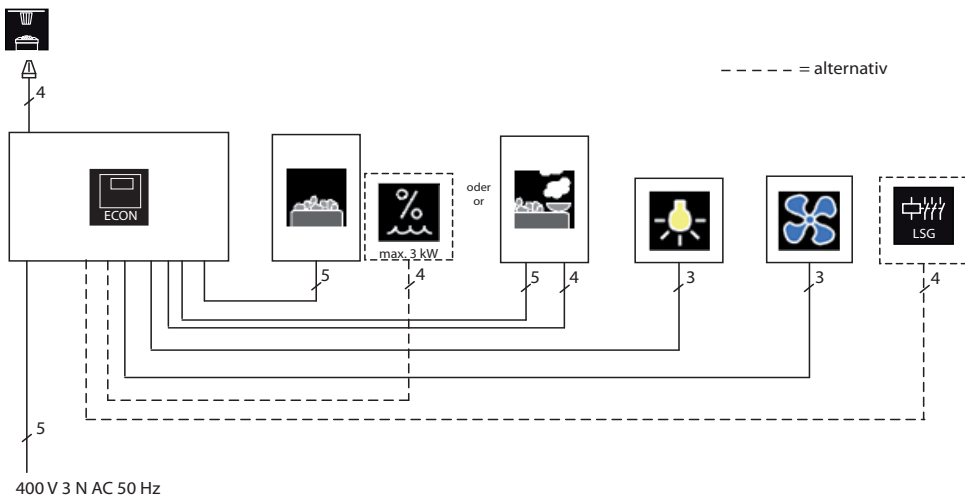 4
= alternativ
ECON
%
max. 3 kW
oder
or
LSG
5
4
5
4
3
3
4
5
400 V 3 N AC 50 Hz